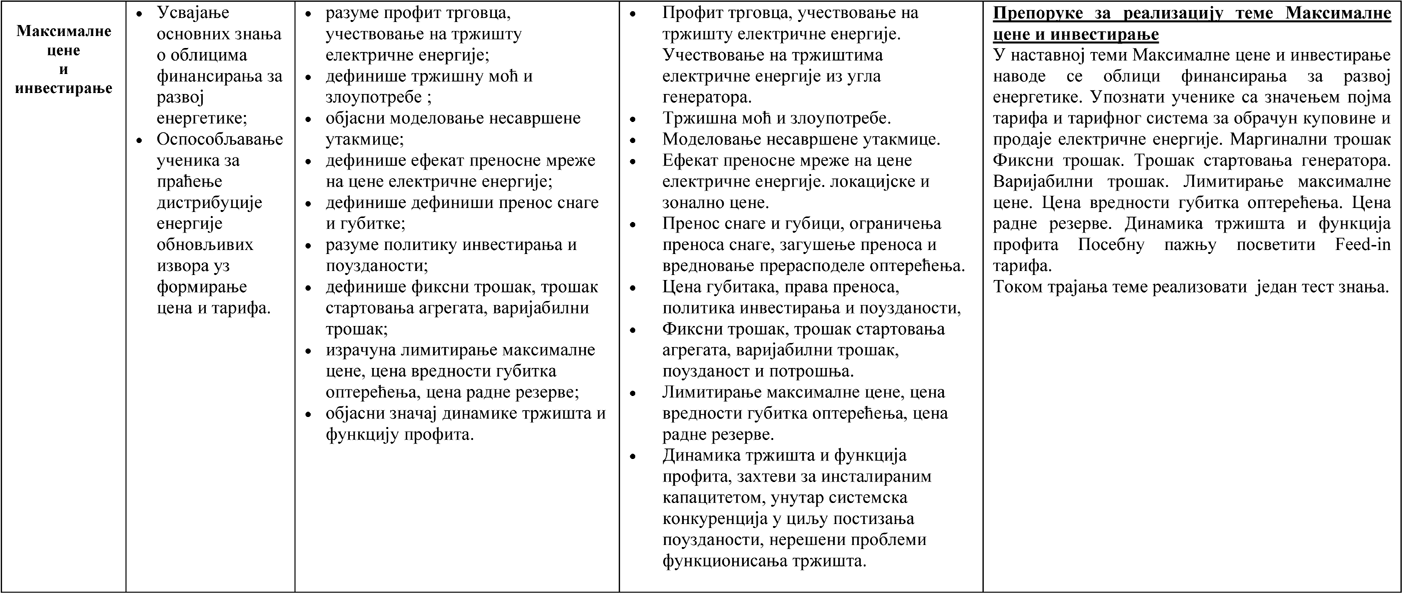 Максималне
цене
и
инвестирање
• Усвајање
основних знања
о облицима
финансирања за
развој
енергетике;
• Оспособљавање
ученика за
праћење
дистрибуције
енергије
обновљивих
извора уз
формирање
цена и тарифа.
• разуме профит трговца,
учествовање на тржишту
електричне енергије;
• дефинише тржишну моћ и
злоупотребе ;
• објасни моделовање несавршене
утакмице;
• дефинише ефекат преносне мреже
на цене електричне енергије;
• дефинише дефиниши пренос снаге
и губитке;
• разуме политику инвестирања и
поузданости;
• дефинише фиксни трошак, трошак
стартовања агрегата, варијабилни
трошак;
• израчуна лимитирање максималне
цене, цена вредности губитка
оптерећења, цена радне резерве;
• објасни значај динамике тржишта и
функцију профита.
• Профит трговца, учествовање на
тржишту електричне енергије.
Учествовање на тржиштима
електричне енергије из угла
генератора.
• Тржишна моћ и злоупотребе.
• Моделовање несавршене утакмице.
• Ефекат преносне мреже на цене
електричне енергије. локацијске и
зонално цене.
• Пренос снаге и губици, ограничења
преноса снаге, загушење преноса и
вредновање прерасподеле оптерећења.
• Цена губитака, права преноса,
политика инвестирања и поузданости,
• Фиксни трошак, трошак стартовања
агрегата, варијабилни трошак,
поузданост и потрошња.
• Лимитирање максималне цене, цена
вредности губитка оптерећења, цена
радне резерве.
• Динамика тржишта и функција
профита, захтеви за инсталираним
капацитетом, унутар системска
конкуренција у циљу постизања
поузданости, нерешени проблеми
функционисања тржишта.
Препоруке за реализацију теме Максималне
цене и инвестирање
У наставној теми Максималне цене и инвестирање
наводе се облици финансирања за развој
енергетике. Упознати ученике са значењем појма
тарифа и тарифног система за обрачун куповине и
продаје електричне енергије. Маргинални трошак
Фиксни трошак. Трошак стартовања генератора.
Варијабилни трошак. Лимитирање максималне
цене. Цена вредности губитка оптерећења. Цена
радне резерве. Динамика тржишта и функција
профита Посебну пажњу посветити Feed-in
тарифа.
Током трајања теме реализовати један тест знања.